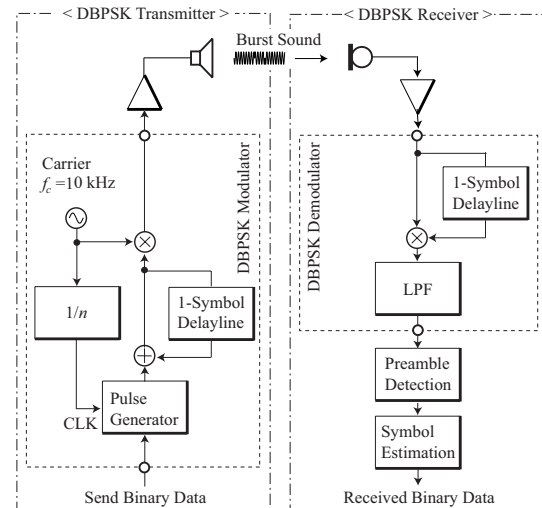 < DBPSK Transmitter>
< DBPSK Receiver>
Burst Sound
Carrier
f_c =10 kHz
DBPSK Modulator
1/n
1-Symbol
Delayline
CLK
Pulse
Generator
Send Binary Data
DBPSK Demodulator
1-Symbol
Delayline
LPF
Preamble
Detection
Symbol
Estimation
Received Binary Data